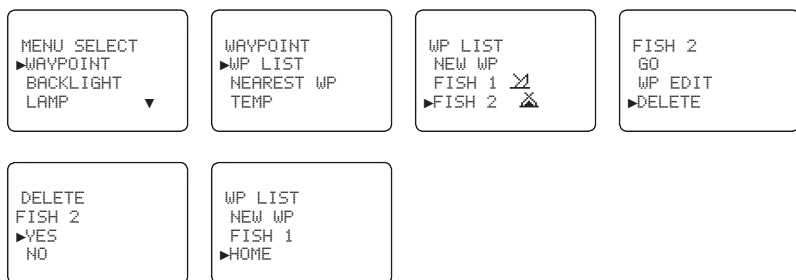 MENU SELECT
►WAYPOINT
BACKLIGHT
LAMP ▼
WAYPOINT
►WP LIST
NEAREST WP
TEMP
WP LIST
NEW WP
FISH 1
►FISH 2
FISH 2
GO
WP EDIT
►DELETE
DELETE
FISH 2
►YES
NO
WP LIST
NEW WP
FISH 1
►HOME